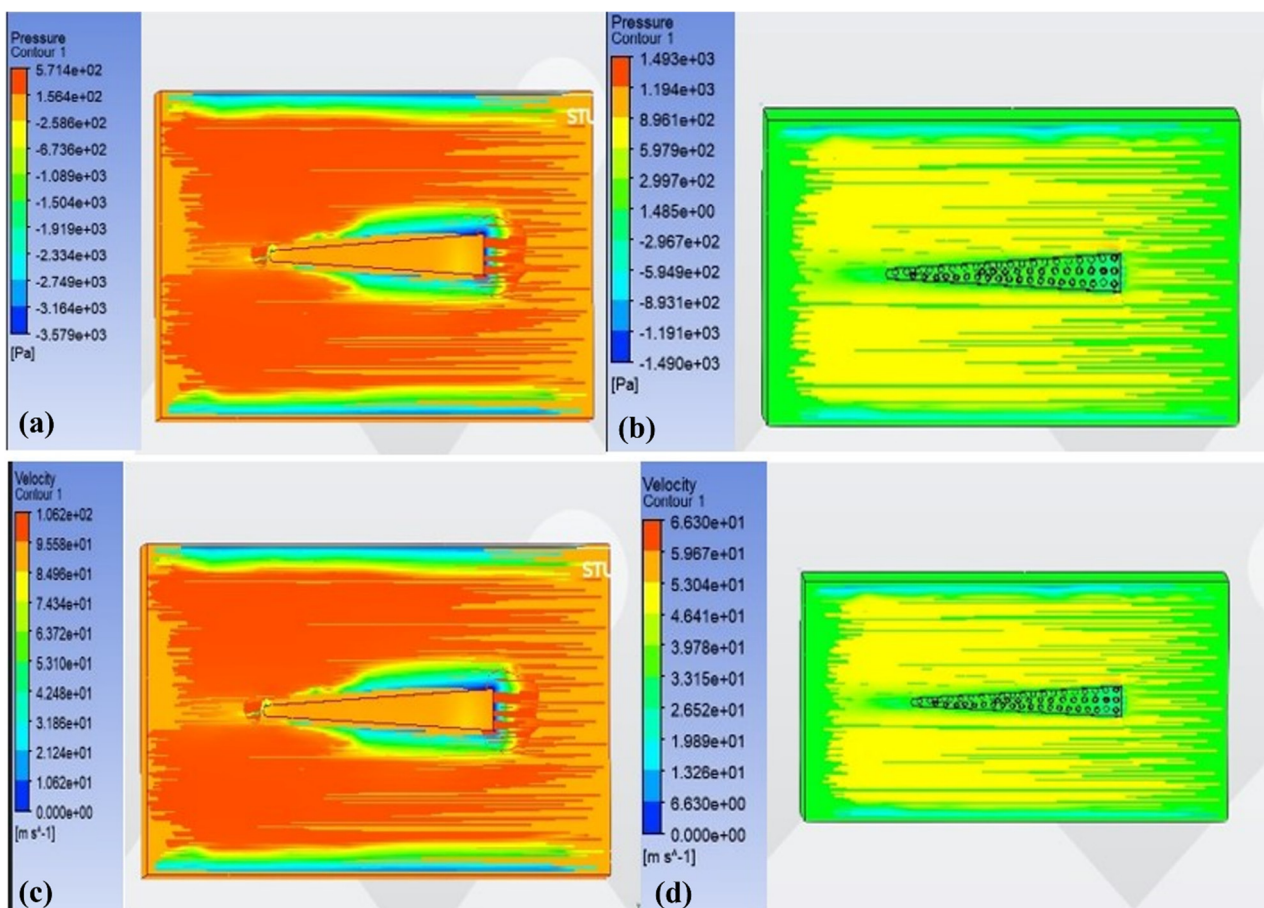 Pressure
Contour 1
5.714e+02
1.564e+02
-2.586e+02
-6.736e+02
-1.089e+03
-1.504e+03
-1.919e+03
-2.334e+03
-2.749e+03
-3.164e+03
-3.579e+03
[Pa]
(a)
STU
Pressure
Contour 1
1.493e+03
1.194e+03
8.961e+02
5.979e+02
2.997e+02
1.485e+00
-2.967e+02
-5.949e+02
-8.931e+02
-1.191e+03
-1.490e+03
[Pa]
(b)
Velocity
Contour 1
1.062e+02
9.558e+01
8.496e+01
7.434e+01
6.372e+01
5.310e+01
4.248e+01
3.186e+01
2.124e+01
1.062e+01
0.000e+00
[m s^-1]
(c)
STU
Velocity
Contour 1
6.630e+01
5.967e+01
5.304e+01
4.641e+01
3.978e+01
3.315e+01
2.652e+01
1.989e+01
1.326e+01
6.630e+00
0.000e+00
[m s^-1]
(d)